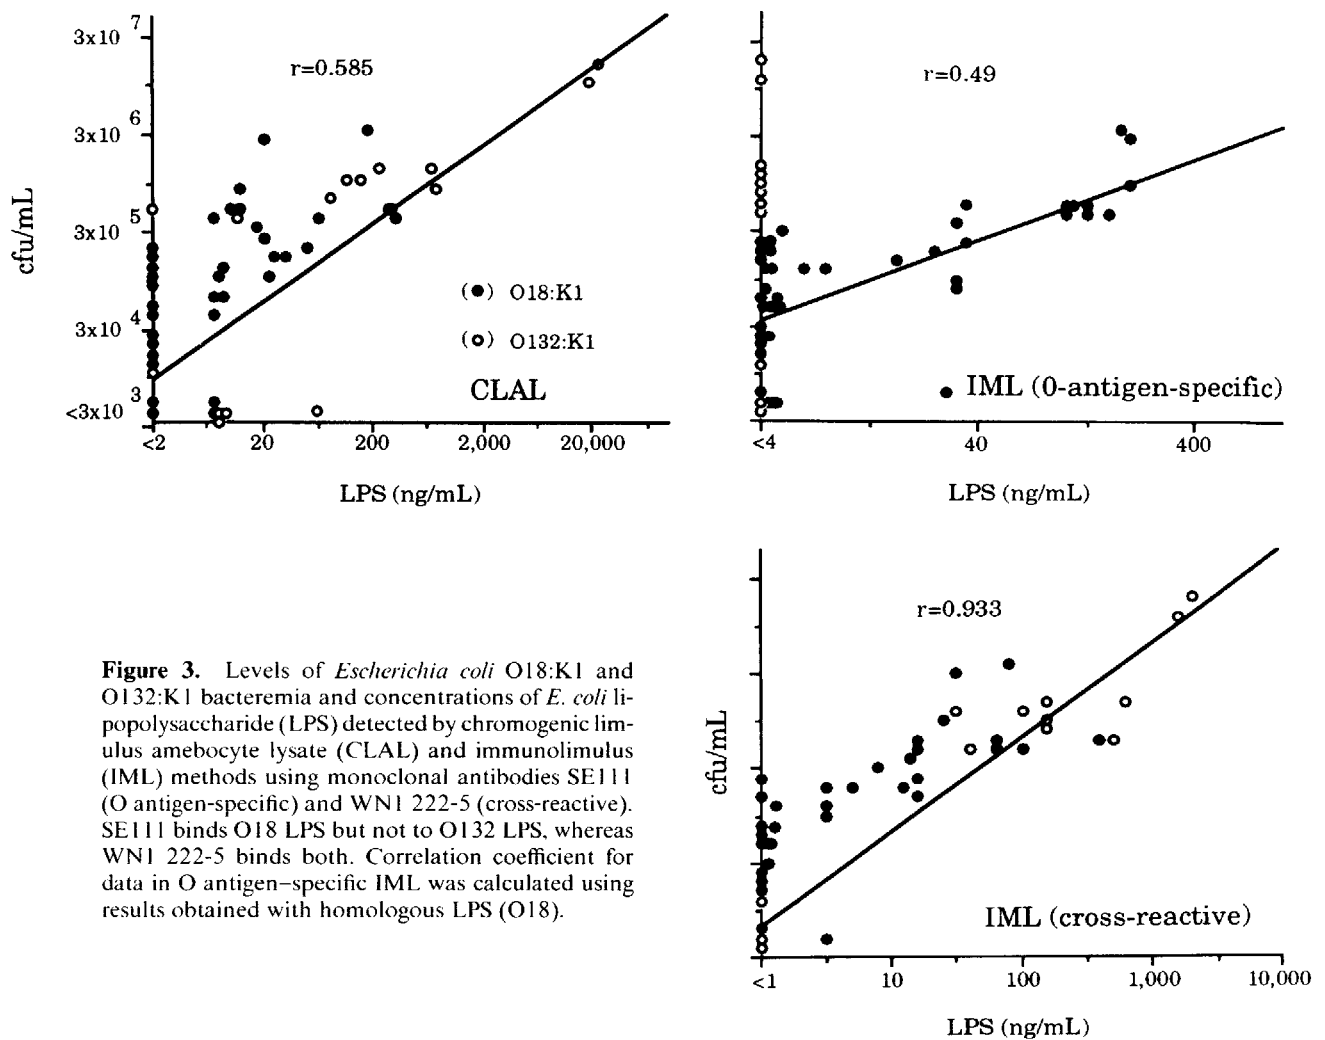 r=0.585
3x10 7
3x10 6
3x10 5
3x10 4
<3x10 3
cfu/mL
(●) O18:K1
(○) O132:K1
CLAL
<2 20 200 2,000 20,000
LPS (ng/mL)
r=0.49
IML (0-antigen-specific)
<4 40 400
LPS (ng/mL)
r=0.933
cfu/mL
IML (cross-reactive)
<1 10 100 1,000 10,000
LPS (ng/mL)
Figure 3. Levels of Escherichia coli O18:K1 and
O132:K1 bacteremia and concentrations of E. coli li-
popolysaccharide (LPS) detected by chromogenic lim-
ulus amebocyte lysate (CLAL) and immunolimulus
(IML) methods using monoclonal antibodies SE111
(O antigen-specific) and WN1 222-5 (cross-reactive).
SE111 binds O18 LPS but not to O132 LPS, whereas
WN1 222-5 binds both. Correlation coefficient for
data in O antigen–specific IML was calculated using
results obtained with homologous LPS (O18).